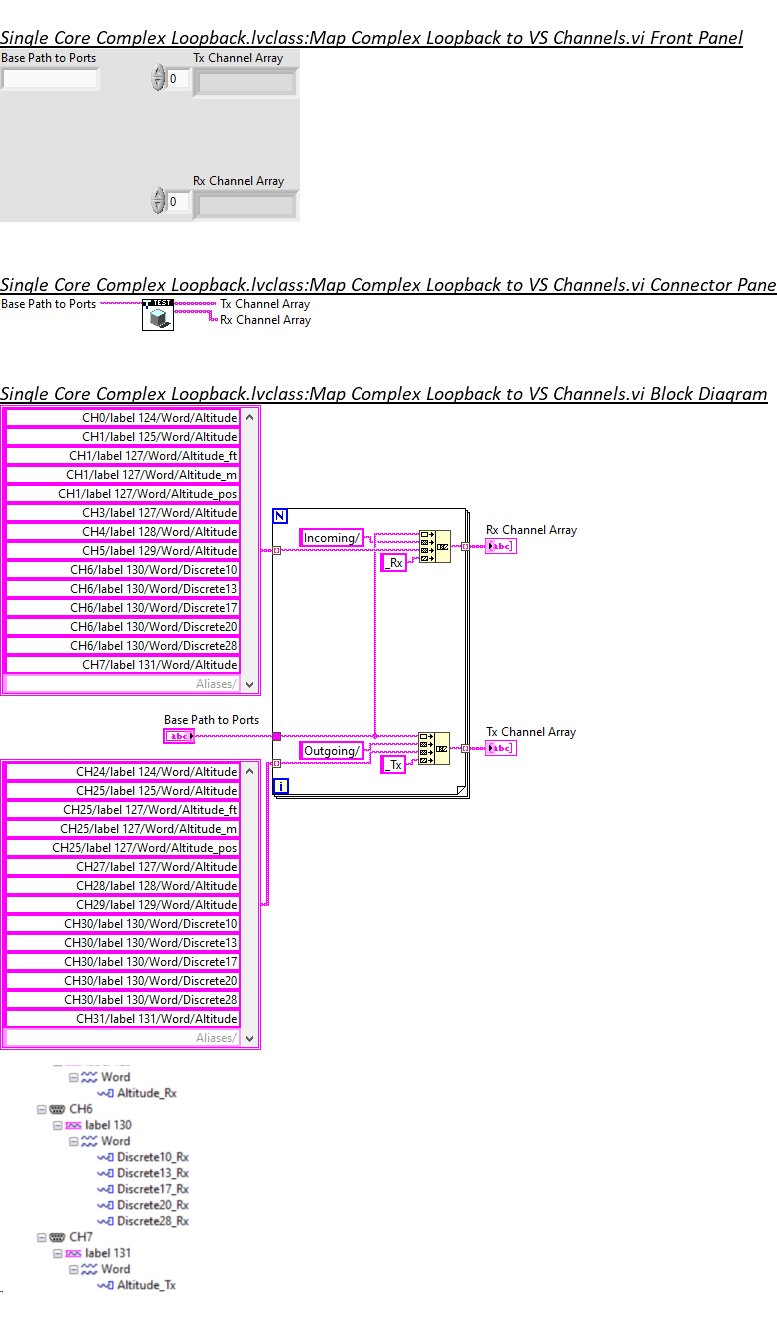 Single Core Complex Loopback.lvclass:Map Complex Loopback to VS Channels.vi Front Panel
Base Path to Ports
Tx Channel Array
0
Rx Channel Array
0
Single Core Complex Loopback.lvclass:Map Complex Loopback to VS Channels.vi Connector Pane
Base Path to Ports
TEST
Tx Channel Array
Rx Channel Array
Single Core Complex Loopback.lvclass:Map Complex Loopback to VS Channels.vi Block Diagram
CH0/label 124/Word/Altitude
CH1/label 125/Word/Altitude
CH1/label 127/Word/Altitude_ft
CH1/label 127/Word/Altitude_m
CH1/label 127/Word/Altitude_pos
CH3/label 127/Word/Altitude
CH4/label 128/Word/Altitude
CH5/label 129/Word/Altitude
CH6/label 130/Word/Discrete10
CH6/label 130/Word/Discrete13
CH6/label 130/Word/Discrete17
CH6/label 130/Word/Discrete20
CH6/label 130/Word/Discrete28
CH7/label 131/Word/Altitude
Aliases/
N
Incoming/
_Rx
Rx Channel Array
abc
Base Path to Ports
abc
Outgoing/
_Tx
Tx Channel Array
abc
i
CH24/label 124/Word/Altitude
CH25/label 125/Word/Altitude
CH25/label 127/Word/Altitude_ft
CH25/label 127/Word/Altitude_m
CH25/label 127/Word/Altitude_pos
CH27/label 127/Word/Altitude
CH28/label 128/Word/Altitude
CH29/label 129/Word/Altitude
CH30/label 130/Word/Discrete10
CH30/label 130/Word/Discrete13
CH30/label 130/Word/Discrete17
CH30/label 130/Word/Discrete20
CH30/label 130/Word/Discrete28
CH31/label 131/Word/Altitude
Aliases/
Word
Altitude_Rx
CH6
label 130
Word
Discrete10_Rx
Discrete13_Rx
Discrete17_Rx
Discrete20_Rx
Discrete28_Rx
CH7
label 131
Word
Altitude_Tx